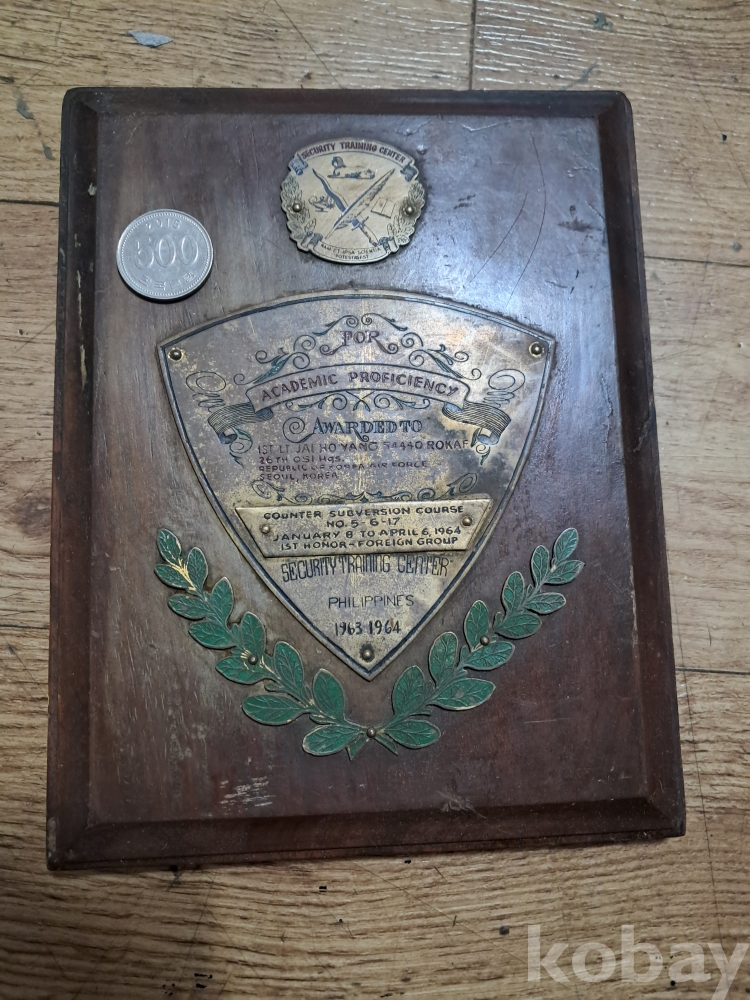 SECURITY TRAINING CENTER
500
FOR
ACADEMIC PROFICIENCY
AWARDED TO
1ST LT JAI HO YANG 54440 ROKAF
26TH OSI HQS.
REPUBLIC OF KOREA AIR FORCE
SEOUL, KOREA
COUNTER SUBVERSION COURSE
NO. 5-6-17
JANUARY 8 TO APRIL 6, 1964
1ST HONOR - FOREIGN GROUP
SECURITY TRAINING CENTER
PHILIPPINES
1963 1964
kobay